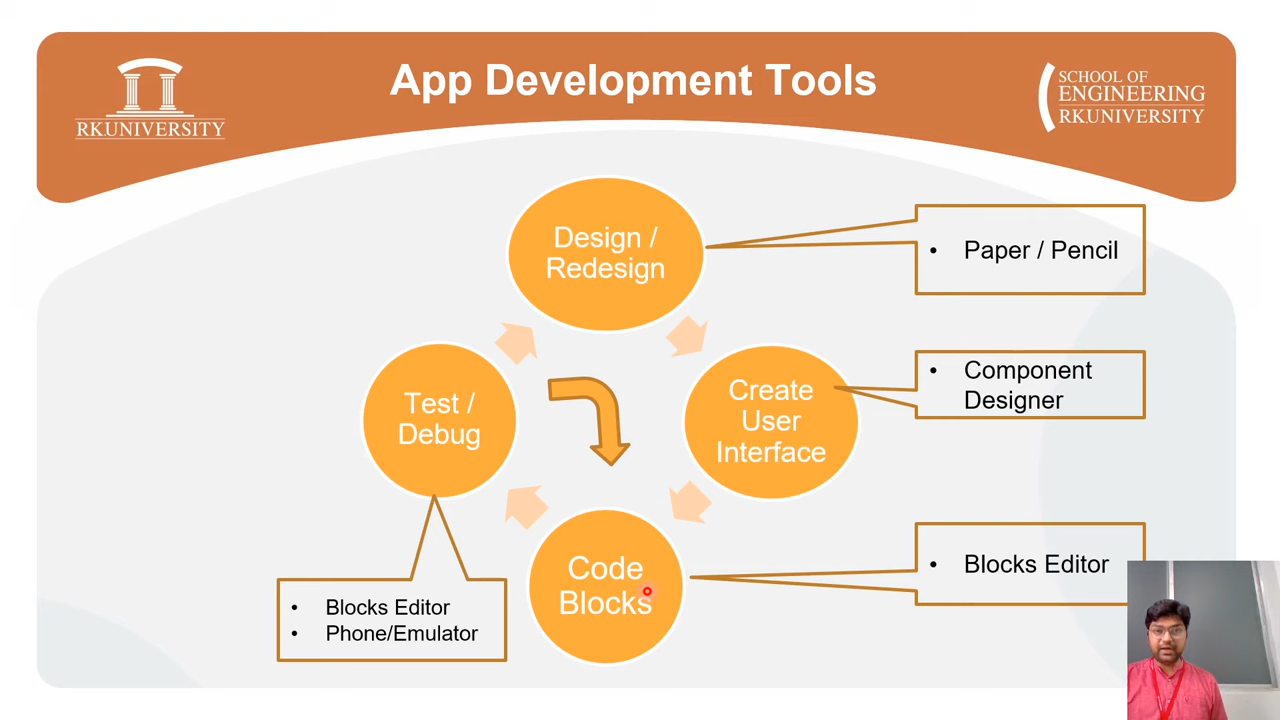 App Development Tools
RKUNIVERSITY
SCHOOL OF
ENGINEERING
RKUNIVERSITY
Design /
Redesign
• Paper / Pencil
Create
User
Interface
• Component
Designer
Code
Blocks
• Blocks Editor
Test /
Debug
• Blocks Editor
• Phone/Emulator